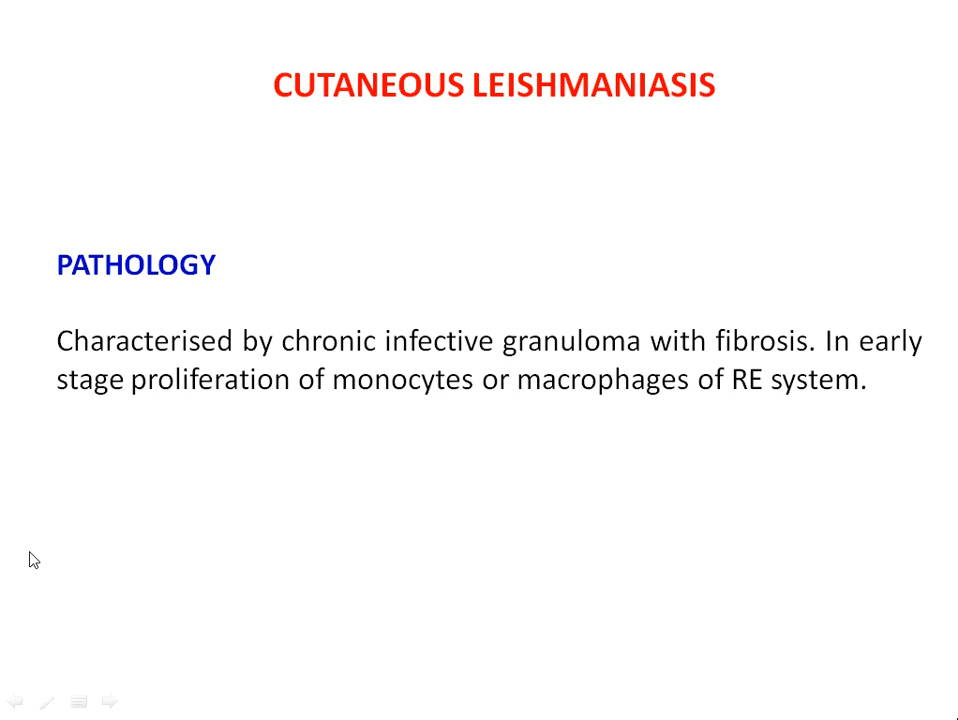 CUTANEOUS LEISHMANIASIS
PATHOLOGY
Characterised by chronic infective granuloma with fibrosis. In early
stage proliferation of monocytes or macrophages of RE system.